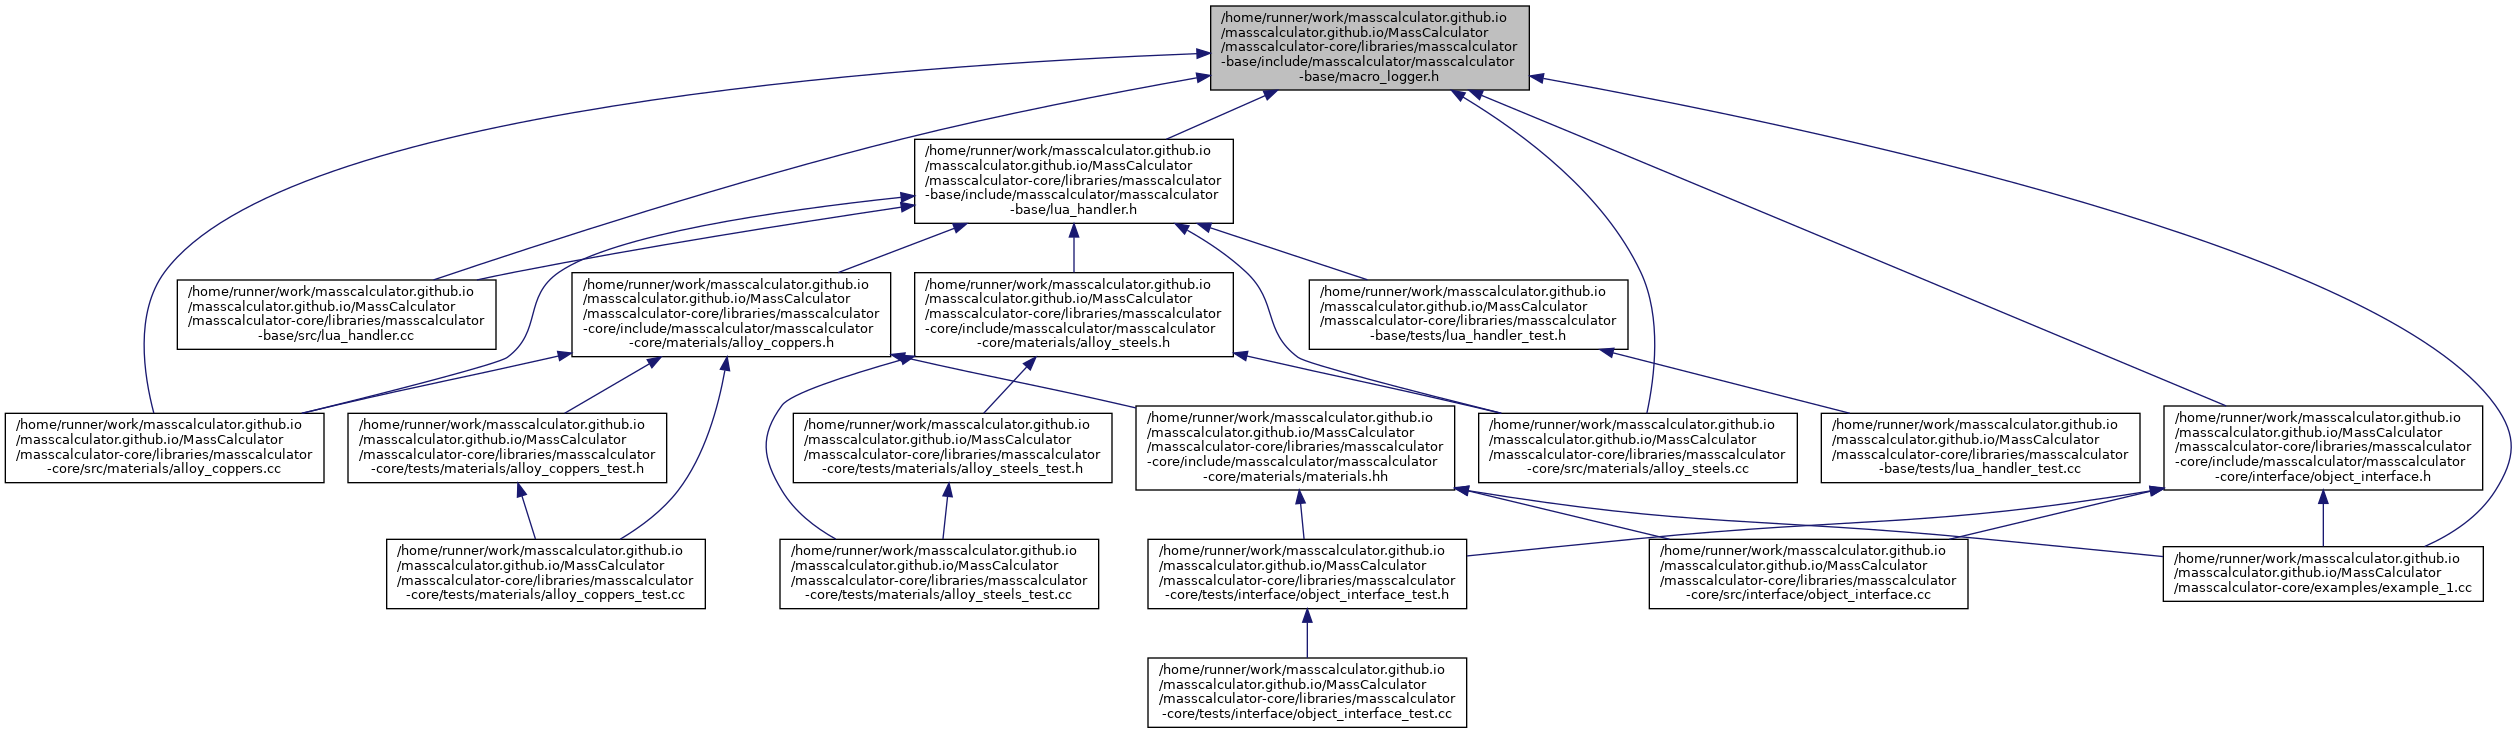 /home/runner/work/masscalculator.github.io
/masscalculator.github.io/MassCalculator
/masscalculator-core/libraries/masscalculator
-base/include/masscalculator/masscalculator
-base/macro_logger.h
/home/runner/work/masscalculator.github.io
/masscalculator.github.io/MassCalculator
/masscalculator-core/libraries/masscalculator
-base/include/masscalculator/masscalculator
-base/lua_handler.h
/home/runner/work/masscalculator.github.io
/masscalculator.github.io/MassCalculator
/masscalculator-core/libraries/masscalculator
-base/src/lua_handler.cc
/home/runner/work/masscalculator.github.io
/masscalculator.github.io/MassCalculator
/masscalculator-core/libraries/masscalculator
-core/include/masscalculator/masscalculator
-core/materials/alloy_coppers.h
/home/runner/work/masscalculator.github.io
/masscalculator.github.io/MassCalculator
/masscalculator-core/libraries/masscalculator
-core/include/masscalculator/masscalculator
-core/materials/alloy_steels.h
/home/runner/work/masscalculator.github.io
/masscalculator.github.io/MassCalculator
/masscalculator-core/libraries/masscalculator
-base/tests/lua_handler_test.h
/home/runner/work/masscalculator.github.io
/masscalculator.github.io/MassCalculator
/masscalculator-core/libraries/masscalculator
-core/src/materials/alloy_coppers.cc
/home/runner/work/masscalculator.github.io
/masscalculator.github.io/MassCalculator
/masscalculator-core/libraries/masscalculator
-core/tests/materials/alloy_coppers_test.h
/home/runner/work/masscalculator.github.io
/masscalculator.github.io/MassCalculator
/masscalculator-core/libraries/masscalculator
-core/tests/materials/alloy_steels_test.h
/home/runner/work/masscalculator.github.io
/masscalculator.github.io/MassCalculator
/masscalculator-core/libraries/masscalculator
-core/include/masscalculator/masscalculator
-core/materials/materials.hh
/home/runner/work/masscalculator.github.io
/masscalculator.github.io/MassCalculator
/masscalculator-core/libraries/masscalculator
-core/src/materials/alloy_steels.cc
/home/runner/work/masscalculator.github.io
/masscalculator.github.io/MassCalculator
/masscalculator-core/libraries/masscalculator
-base/tests/lua_handler_test.cc
/home/runner/work/masscalculator.github.io
/masscalculator.github.io/MassCalculator
/masscalculator-core/libraries/masscalculator
-core/include/masscalculator/masscalculator
-core/interface/object_interface.h
/home/runner/work/masscalculator.github.io
/masscalculator.github.io/MassCalculator
/masscalculator-core/libraries/masscalculator
-core/tests/materials/alloy_coppers_test.cc
/home/runner/work/masscalculator.github.io
/masscalculator.github.io/MassCalculator
/masscalculator-core/libraries/masscalculator
-core/tests/materials/alloy_steels_test.cc
/home/runner/work/masscalculator.github.io
/masscalculator.github.io/MassCalculator
/masscalculator-core/libraries/masscalculator
-core/tests/interface/object_interface_test.h
/home/runner/work/masscalculator.github.io
/masscalculator.github.io/MassCalculator
/masscalculator-core/libraries/masscalculator
-core/src/interface/object_interface.cc
/home/runner/work/masscalculator.github.io
/masscalculator.github.io/MassCalculator
/masscalculator-core/examples/example_1.cc
/home/runner/work/masscalculator.github.io
/masscalculator.github.io/MassCalculator
/masscalculator-core/libraries/masscalculator
-core/tests/interface/object_interface_test.cc